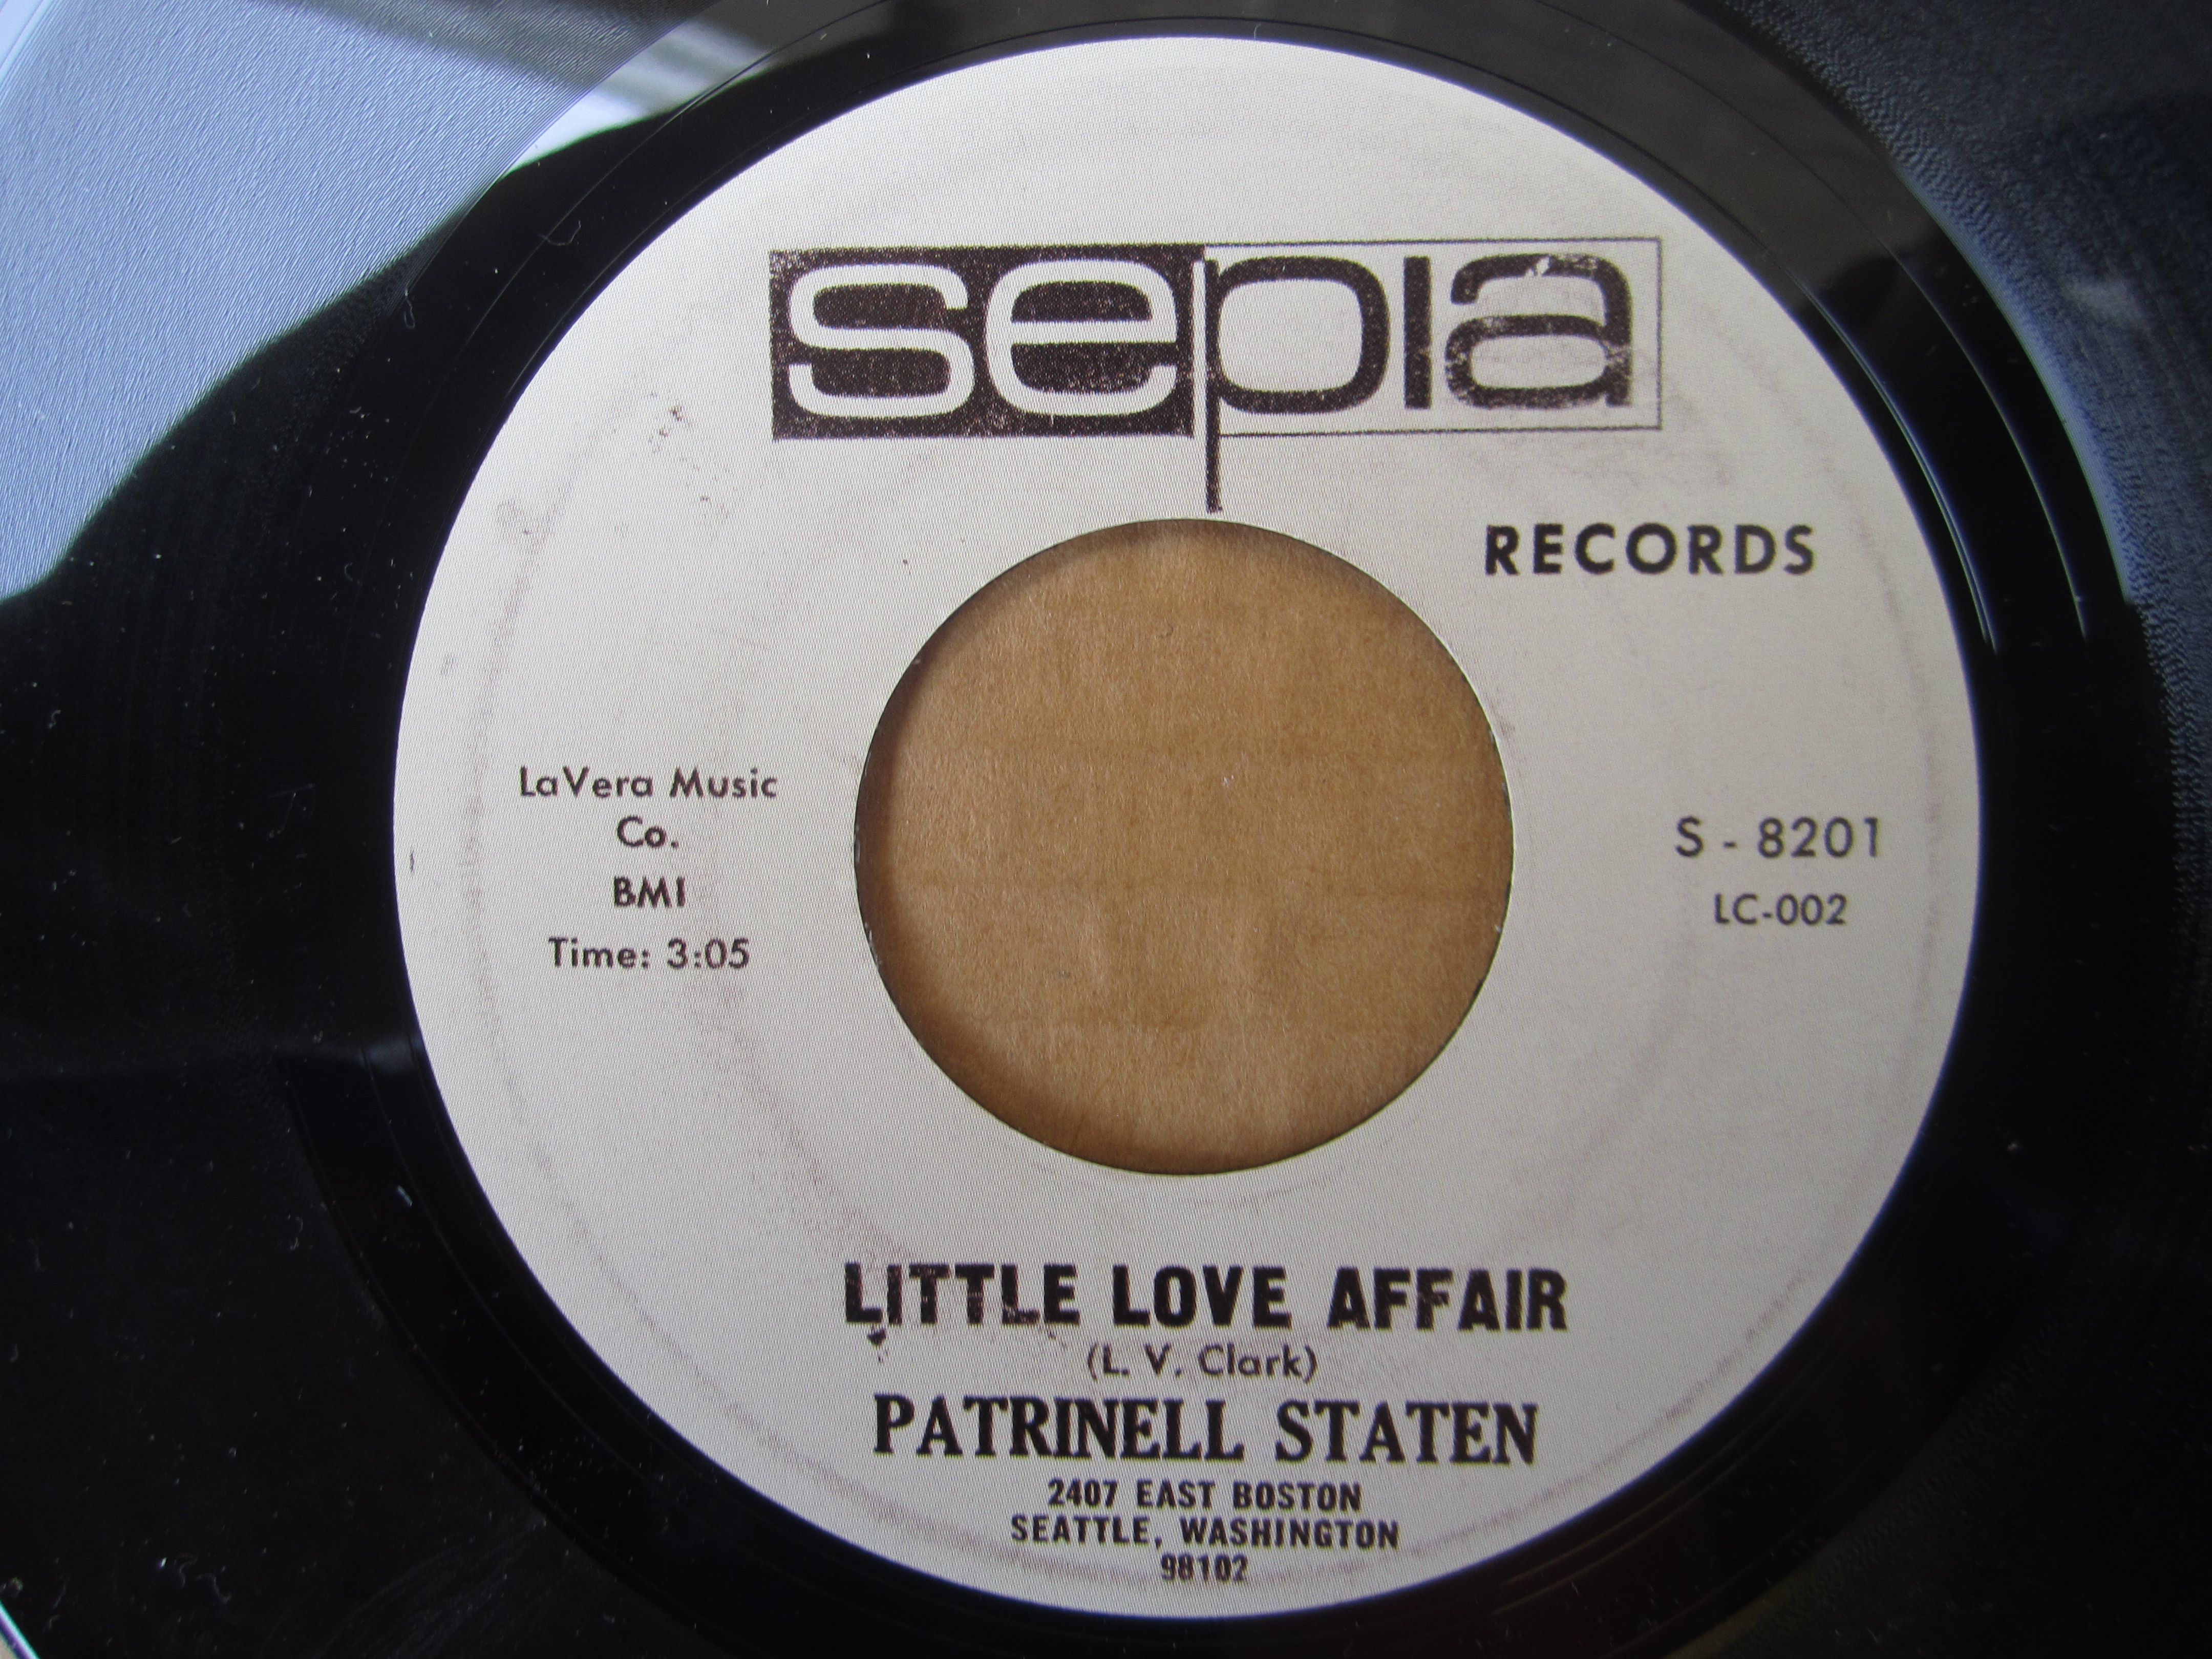 sepia
RECORDS
LaVera Music
Co.
BMI
Time: 3:05
S - 8201
LC-002
LITTLE LOVE AFFAIR
(L. V. Clark)
PATRINELL STATEN
2407 EAST BOSTON
SEATTLE, WASHINGTON
98102